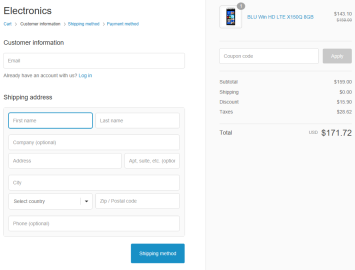 Electronics
Cart > Customer information > Shipping method > Payment method
Customer information
Email
Already have an account with us? Log in
Shipping address
First name
Last name
Company (optional)
Address
Apt, suite, etc. (option
City
Select country
Zip / Postal code
Phone (optional)
Shipping method
1
BLU Win HD LTE X150Q 8GB
$143.10
$159.00
Coupon code
Apply
Subtotal $159.00
Shipping $0.00
Discount $15.90
Taxes $28.62
Total USD $171.72